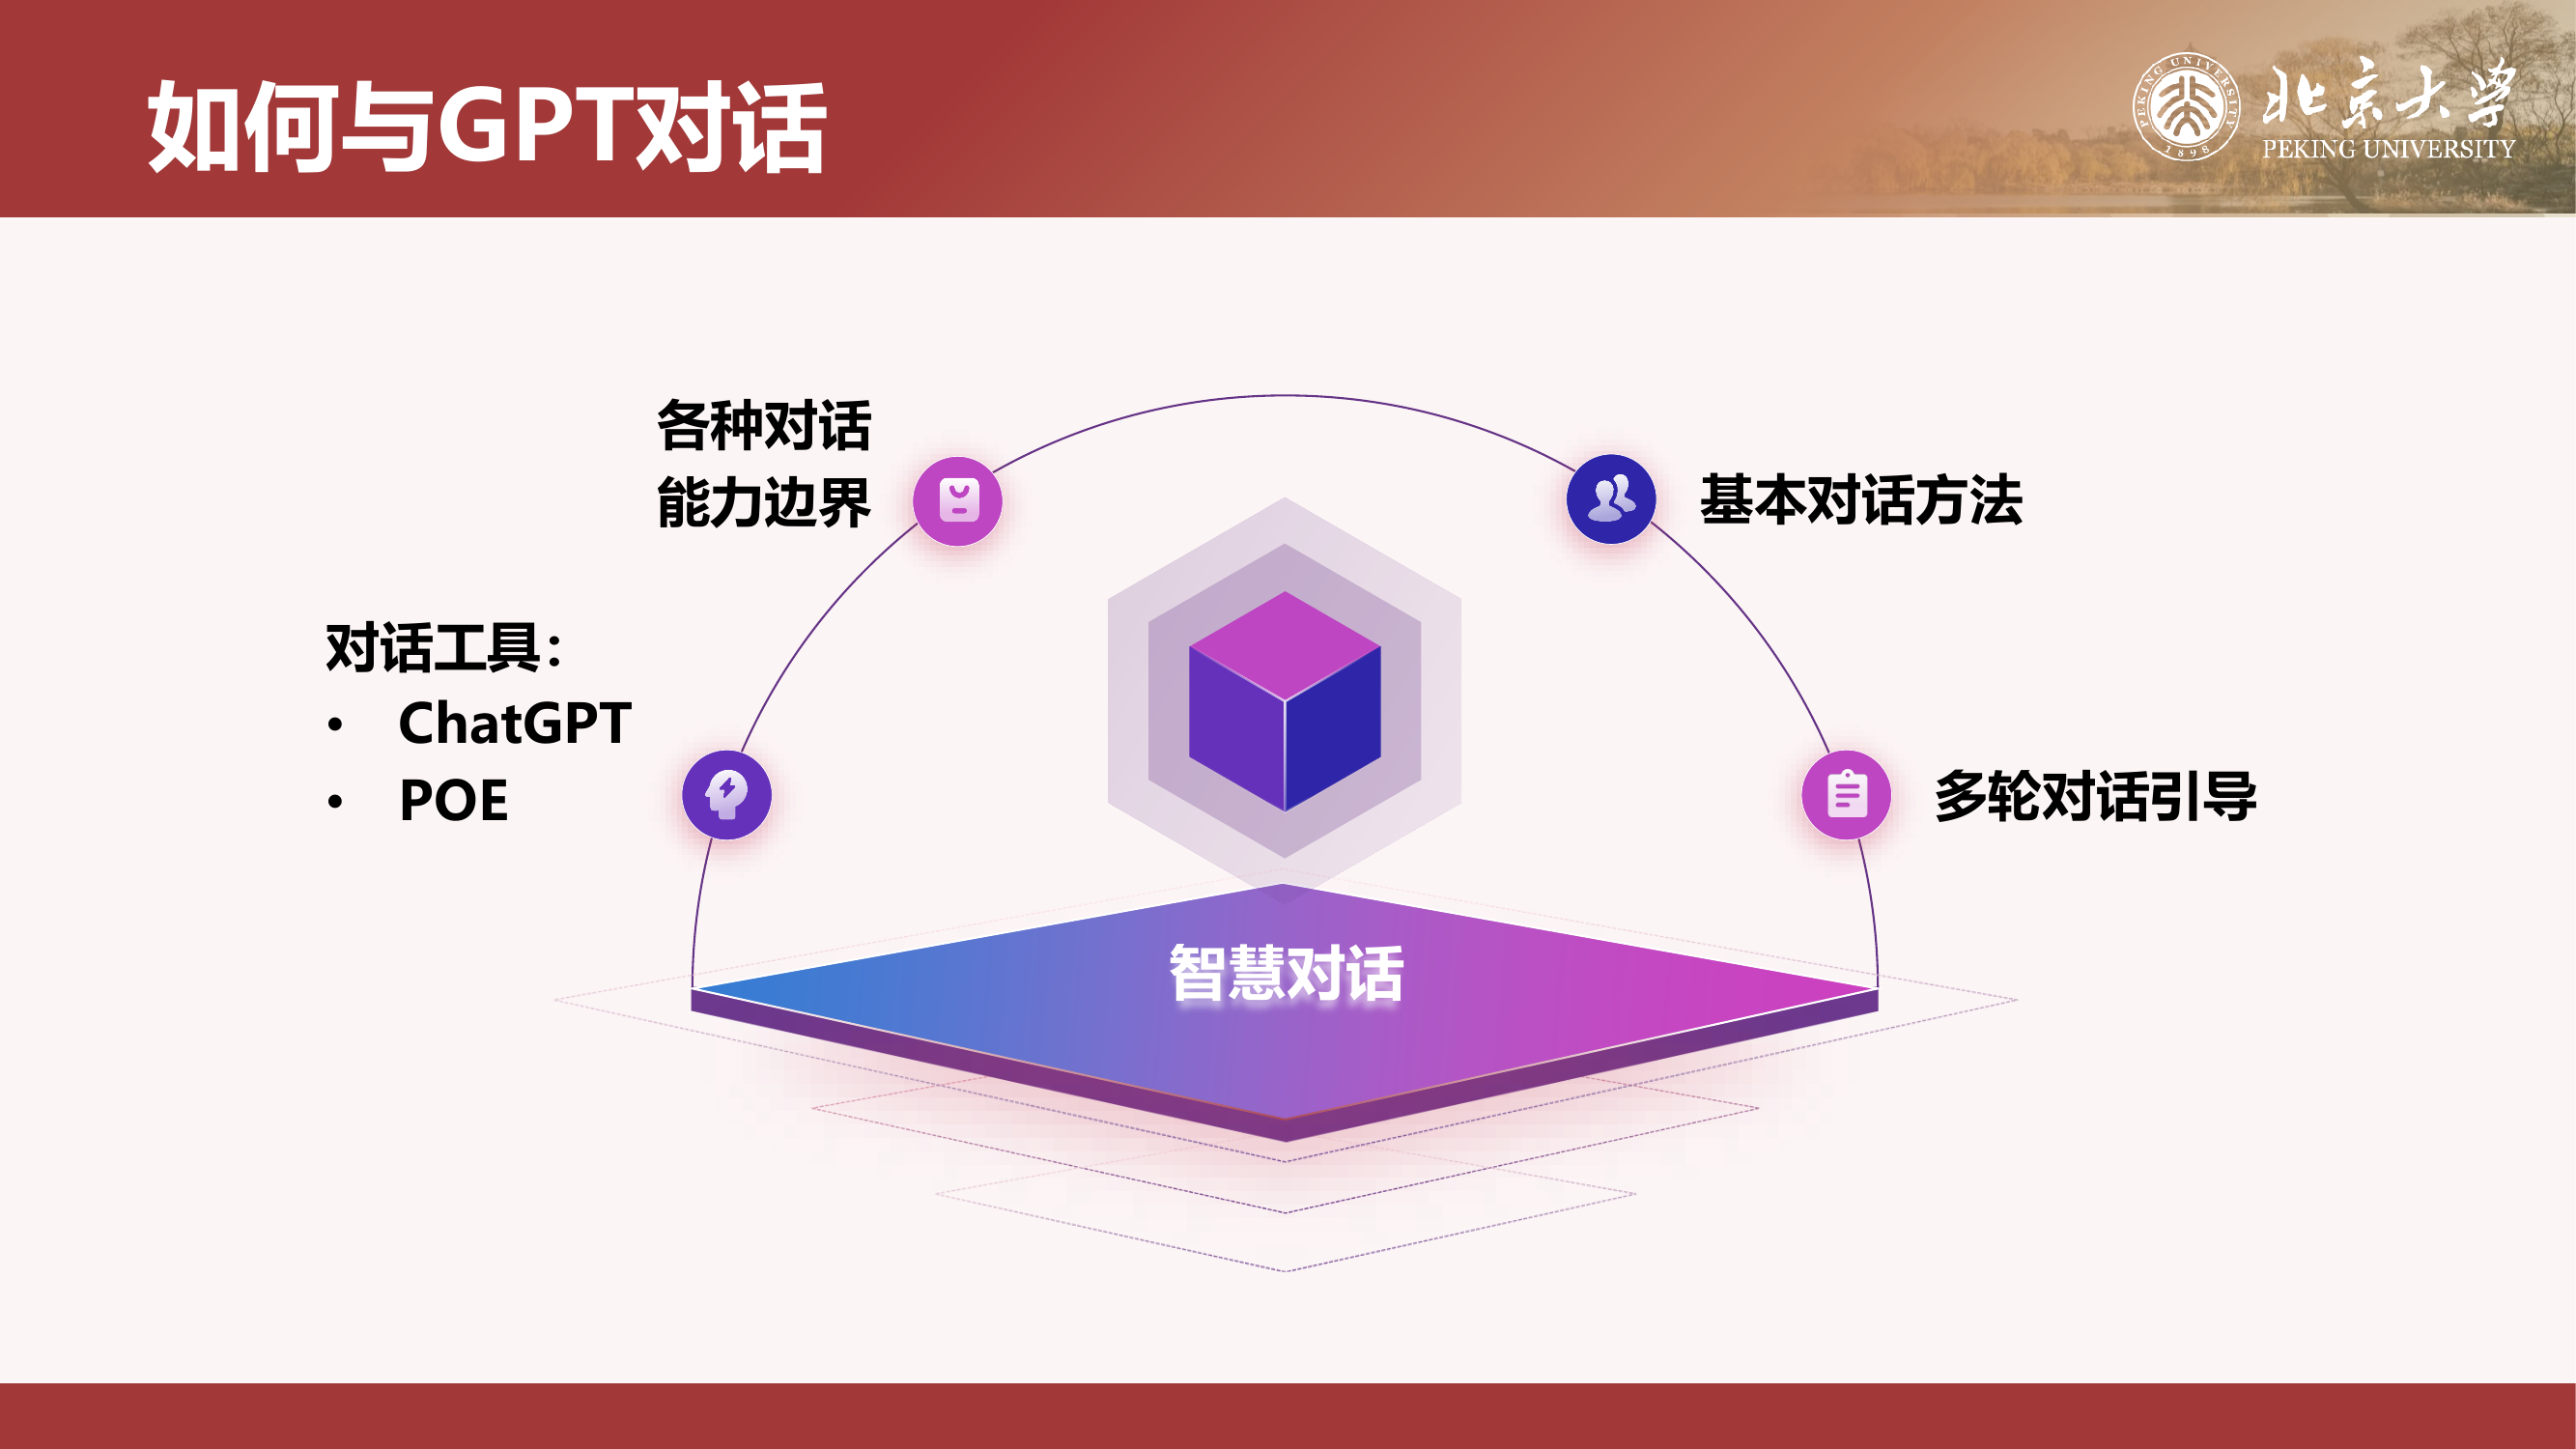 如何与GPT对话
PEKING UNIVERSITY
1898
北京大学
PEKING UNIVERSITY
各种对话
能力边界
基本对话方法
对话工具：
• ChatGPT
• POE
多轮对话引导
智慧对话